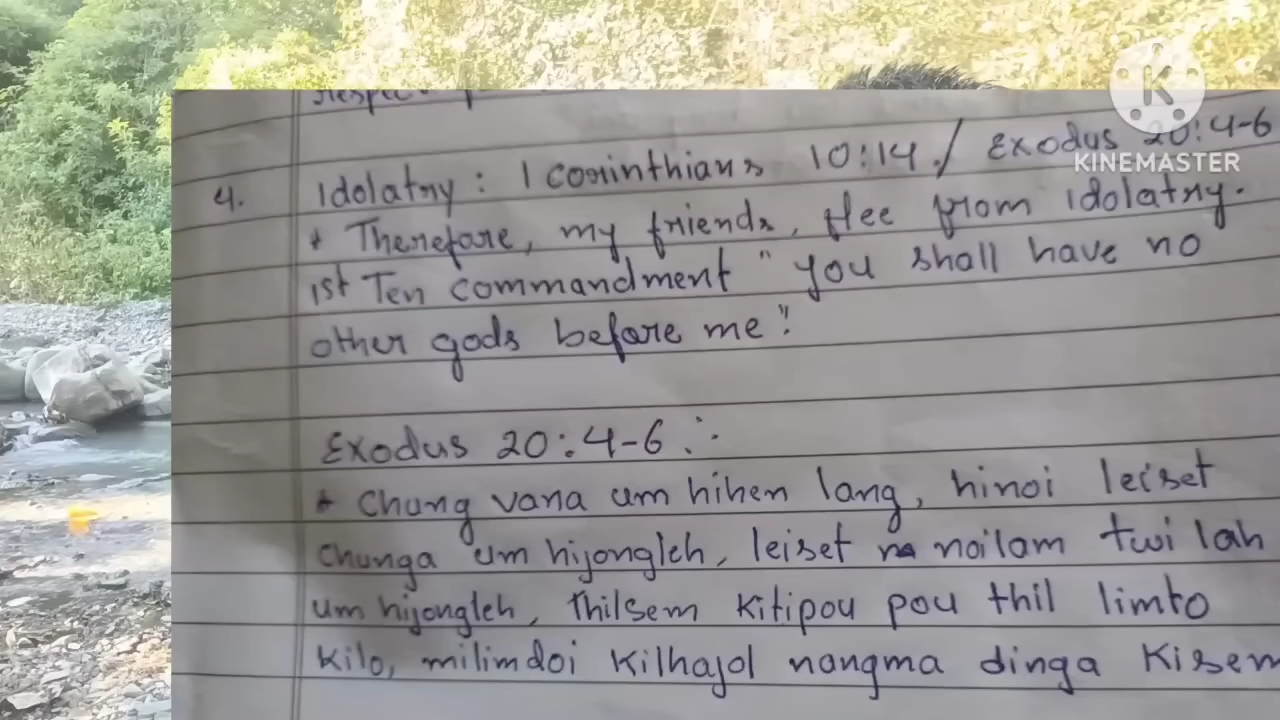 4. Idolatry : 1 corinthians 10:14 / Exodus 20:4-6
KINEMASTER
* Therefore, my friends, flee from idolatry.
1st Ten commandment "you shall have no
other gods before me".
Exodus 20:4-6 :-
* Chung vana um hihen lang, hinoi leiset
chunga um hijongleh, leiset noilam twi lah
um hijongleh, thilsem kitipou pou thil limto
kilo, milimdoi kilhajol nangma dinga kisem